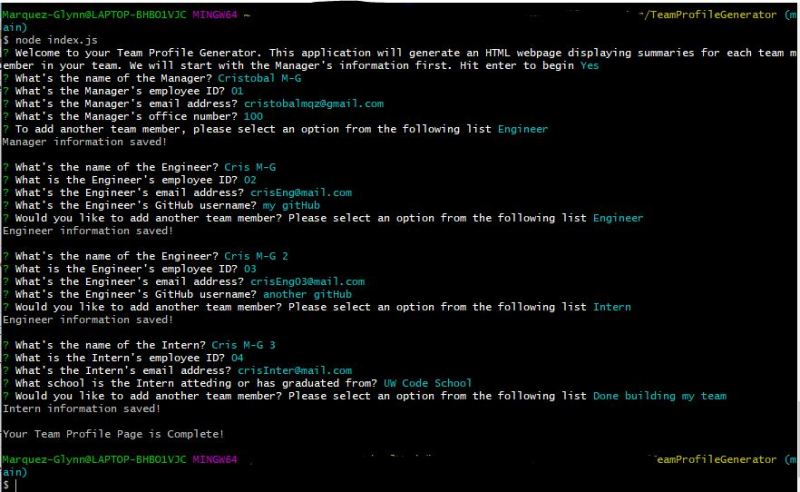 Marquez-Glynn@LAPTOP-BHBO1VJC MINGW64 ~/TeamProfileGenerator (m
ain)
$ node index.js
? Welcome to your Team Profile Generator. This application will generate an HTML webpage displaying summaries for each team m
ember in your team. We will start with the Manager's information first. Hit enter to begin Yes
? What's the name of the Manager? Cristobal M-G
? What's the Manager's employee ID? 01
? What's the Manager's email address? cristobalmqz@gmail.com
? What's the Manager's office number? 100
? To add another team member, please select an option from the following list Engineer
Manager information saved!
? What's the name of the Engineer? Cris M-G
? What is the Engineer's employee ID? 02
? What's the Engineer's email address? crisEng@mail.com
? What's the Engineer's GitHub username? my gitHub
? Would you like to add another team member? Please select an option from the following list Engineer
Engineer information saved!
? What's the name of the Engineer? Cris M-G 2
? What is the Engineer's employee ID? 03
? What's the Engineer's email address? crisEng03@mail.com
? What's the Engineer's GitHub username? another gitHub
? Would you like to add another team member? Please select an option from the following list Intern
Engineer information saved!
? What's the name of the Intern? Cris M-G 3
? What is the Intern's employee ID? 04
? What's the Intern's email address? crisInter@mail.com
? What school is the Intern atteding or has graduated from? UW Code School
? Would you like to add another team member? Please select an option from the following list Done building my team
Intern information saved!
Your Team Profile Page is Complete!
Marquez-Glynn@LAPTOP-BHBO1VJC MINGW64 eamProfileGenerator (m
ain)
$